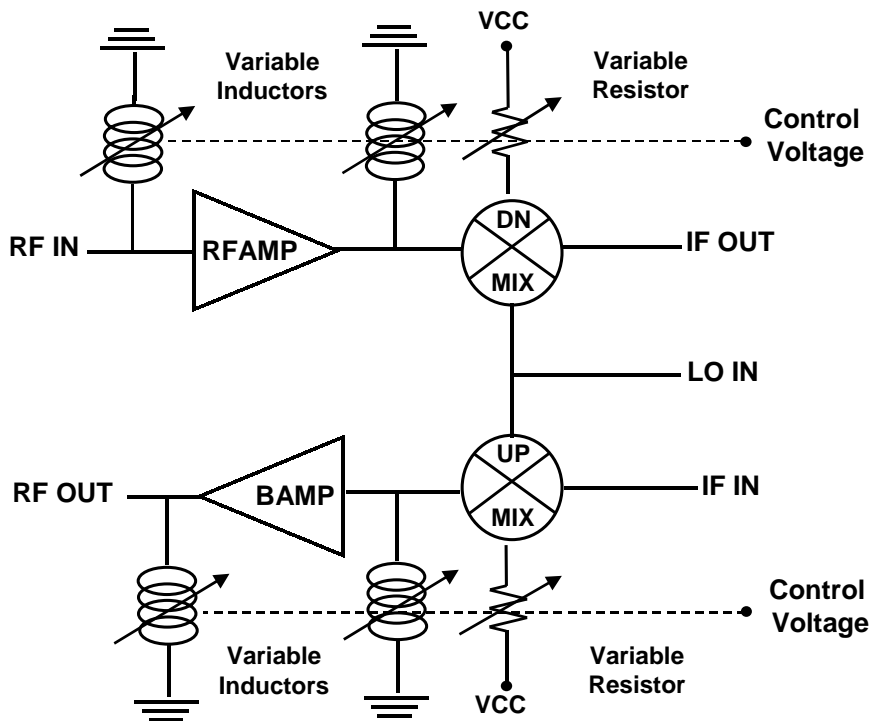 VCC
Variable
Inductors
Variable
Resistor
Control
Voltage
RF IN
RFAMP
DN
MIX
IF OUT
LO IN
RF OUT
BAMP
UP
MIX
IF IN
Control
Voltage
Variable
Inductors
VCC
Variable
Resistor